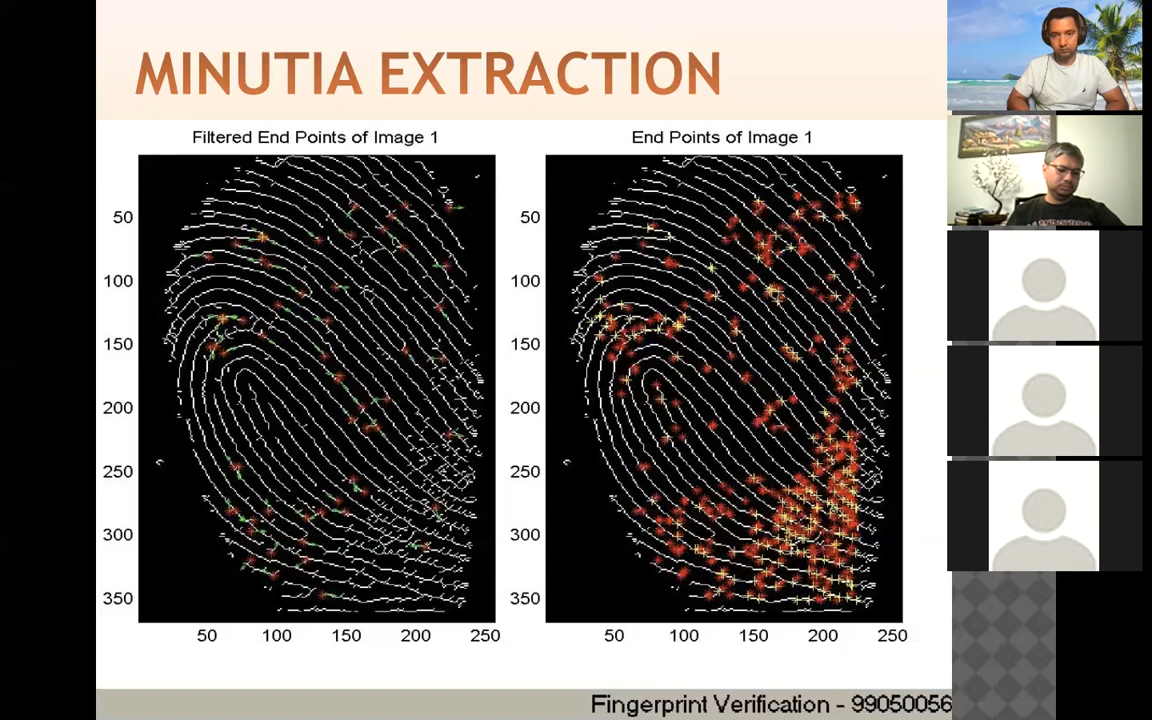 MINUTIA EXTRACTION
Filtered End Points of Image 1
End Points of Image 1
50
100
150
200
250
300
350
50 100 150 200 250
50
100
150
200
250
300
350
50 100 150 200 250
Fingerprint Verification - 99050056